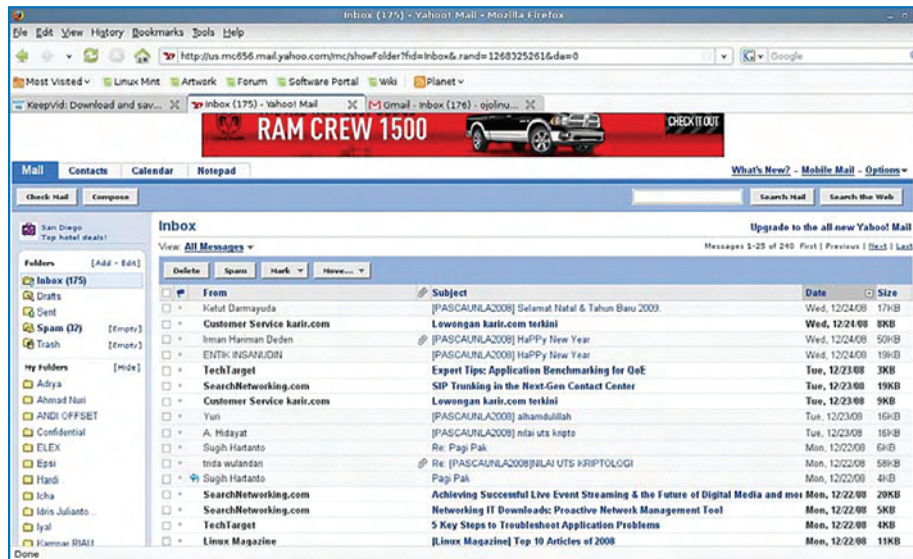 Inbox (175) - Yahoo! Mail - Mozilla Firefox
File Edit View History Bookmarks Tools Help
http://us.mc656.mail.yahoo.com/mc/showFolder?fid=Inbox&.rand=1268325261&da=0
Google
Most Visited Linux Mint Artwork Forum Software Portal Wiki Planet
KeepVid: Download and sav... Inbox (175) - Yahoo! Mail Gmail - Inbox (176) - ojolinu...
RAM CREW 1500 CHECK IT OUT
Mail Contacts Calendar Notepad What's New? - Mobile Mail - Options
Check Mail Compose Search Mail Search the Web
San Diego
Top hotel deals!
Inbox Upgrade to the all new Yahoo! Mail
View: All Messages Messages 1-25 of 240 First | Previous | Next | Last
Folders [Add - Edit]
Inbox (175)
Drafts
Sent
Spam (32) [Empty]
Trash [Empty]
My Folders [Hide]
Adrya
Ahmad Nuri
ANDI OFFSET
Confidential
ELEX
Epsi
Hardi
Icha
Idris Julianto...
Iyal
Kampar RIAU
Delete Spam Mark Move...
From Subject Date Size
Ketut Darmayuda [PASCAUNLA2008] Selamat Natal & Tahun Baru 2009. Wed, 12/24/08 17KB
Customer Service karir.com Lowongan karir.com terkini Wed, 12/24/08 8KB
Irman Hariman Deden [PASCAUNLA2008] HaPPy New Year Wed, 12/24/08 50KB
ENTIK INSANUDIN [PASCAUNLA2008] HaPPy New Year Wed, 12/24/08 19KB
TechTarget Expert Tips: Application Benchmarking for QoE Tue, 12/23/08 3KB
SearchNetworking.com SIP Trunking in the Next-Gen Contact Center Tue, 12/23/08 19KB
Customer Service karir.com Lowongan karir.com terkini Tue, 12/23/08 9KB
Yuri [PASCAUNLA2008] alhamdulillah Tue, 12/23/08 16KB
A. Hidayat [PASCAUNLA2008] nilai uts kripto Tue, 12/23/08 15KB
Sugih Hartanto Re: Pagi Pak Mon, 12/22/08 6KB
trida wulandari Re: [PASCAUNLA2008]NILAI UTS KRIPTOLOGI Mon, 12/22/08 58KB
Sugih Hartanto Pagi Pak Mon, 12/22/08 4KB
SearchNetworking.com Achieving Successful Live Event Streaming & the Future of Digital Media and mor Mon, 12/22/08 20KB
SearchNetworking.com Networking IT Downloads: Proactive Network Management Tool Mon, 12/22/08 5KB
TechTarget 5 Key Steps to Troubleshoot Application Problems Mon, 12/22/08 4KB
Linux Magazine [Linux Magazine] Top 10 Articles of 2008 Mon, 12/22/08 11KB
Done